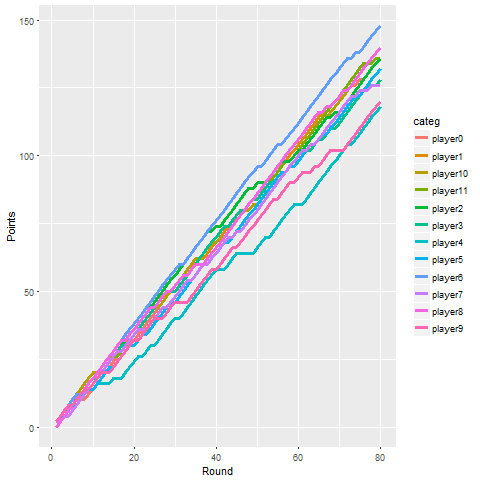 150
100
50
0
Points
0
20
40
60
80
Round
categ
player0
player1
player10
player11
player2
player3
player4
player5
player6
player7
player8
player9